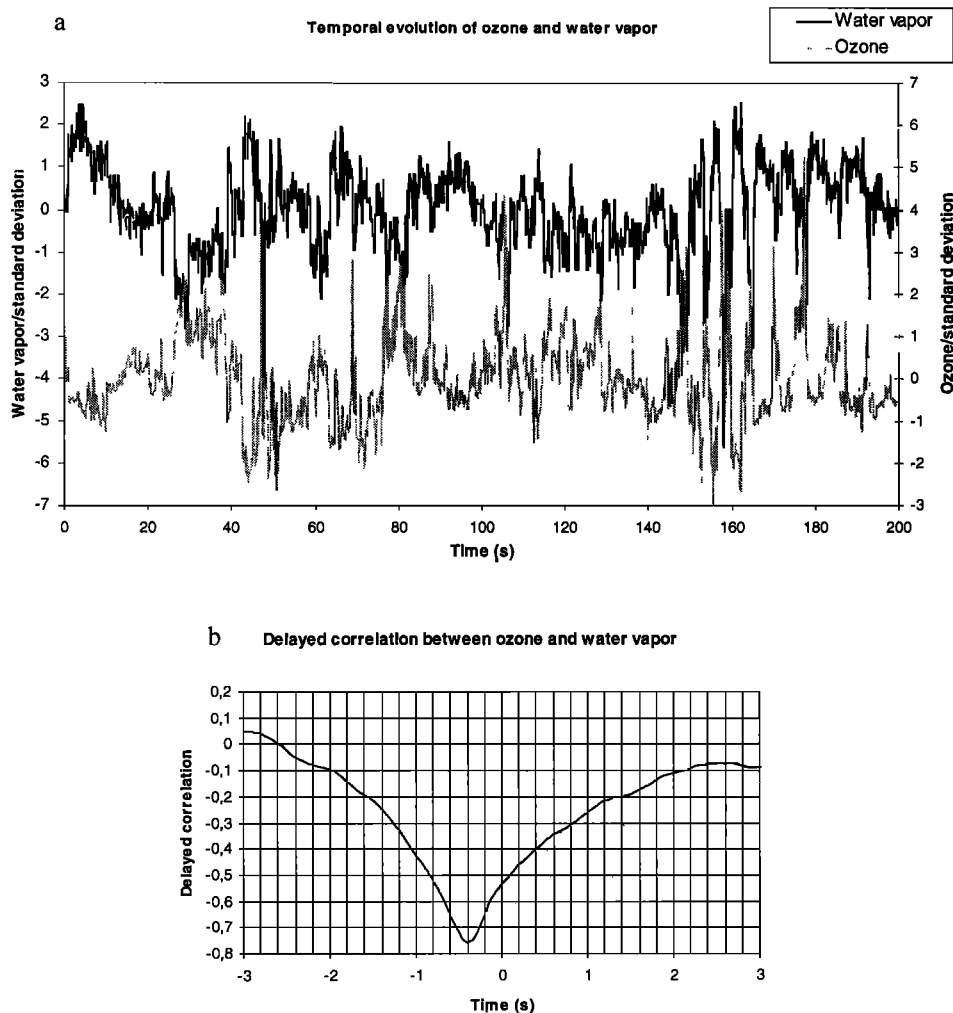 a
Temporal evolution of ozone and water vapor
Water vapor
Ozone
Water vapor/standard deviation
3
2
1
0
-1
-2
-3
-4
-5
-6
-7
7
6
5
4
3
2
1
0
-1
-2
-3
Ozone/standard deviation
0 20 40 60 80 100 120 140 160 180 200
Time (s)
b
Delayed correlation between ozone and water vapor
Delayed correlation
0,2
0,1
0
-0,1
-0,2
-0,3
-0,4
-0,5
-0,6
-0,7
-0,8
-3 -2 -1 0 1 2 3
Time (s)